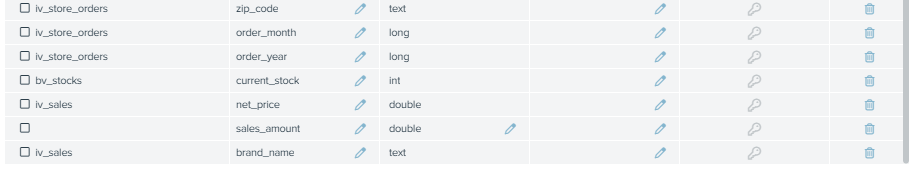 iv_store_orders zip_code text
iv_store_orders order_month long
iv_store_orders order_year long
bv_stocks current_stock int
iv_sales net_price double
sales_amount double
iv_sales brand_name text